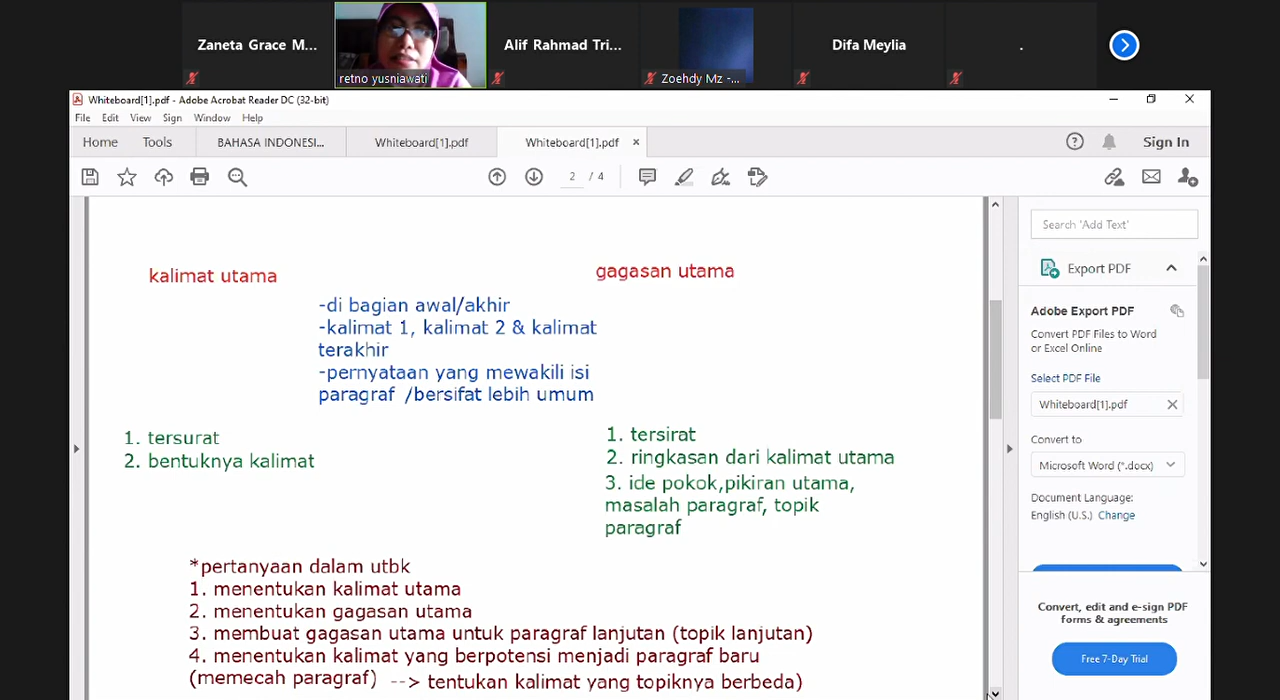 Zaneta Grace M...
retno yusniawati
Alif Rahmad Tri...
Zoehdy Mz -...
Difa Meylia
.
Whiteboard[1].pdf - Adobe Acrobat Reader DC (32-bit)
File Edit View Sign Window Help
Home Tools BAHASA INDONESI... Whiteboard[1].pdf Whiteboard[1].pdf × Sign In
2 / 4
kalimat utama
gagasan utama
-di bagian awal/akhir
-kalimat 1, kalimat 2 & kalimat
terakhir
-pernyataan yang mewakili isi
paragraf /bersifat lebih umum
1. tersurat
2. bentuknya kalimat
1. tersirat
2. ringkasan dari kalimat utama
3. ide pokok,pikiran utama,
masalah paragraf, topik
paragraf
*pertanyaan dalam utbk
1. menentukan kalimat utama
2. menentukan gagasan utama
3. membuat gagasan utama untuk paragraf lanjutan (topik lanjutan)
4. menentukan kalimat yang berpotensi menjadi paragraf baru
(memecah paragraf) --> tentukan kalimat yang topiknya berbeda)
Search 'Add Text'
Export PDF
Adobe Export PDF
Convert PDF Files to Word
or Excel Online
Select PDF File
Whiteboard[1].pdf
Convert to
Microsoft Word (*.docx)
Document Language:
English (U.S.) Change
Convert, edit and e-sign PDF
forms & agreements
Free 7-Day Trial